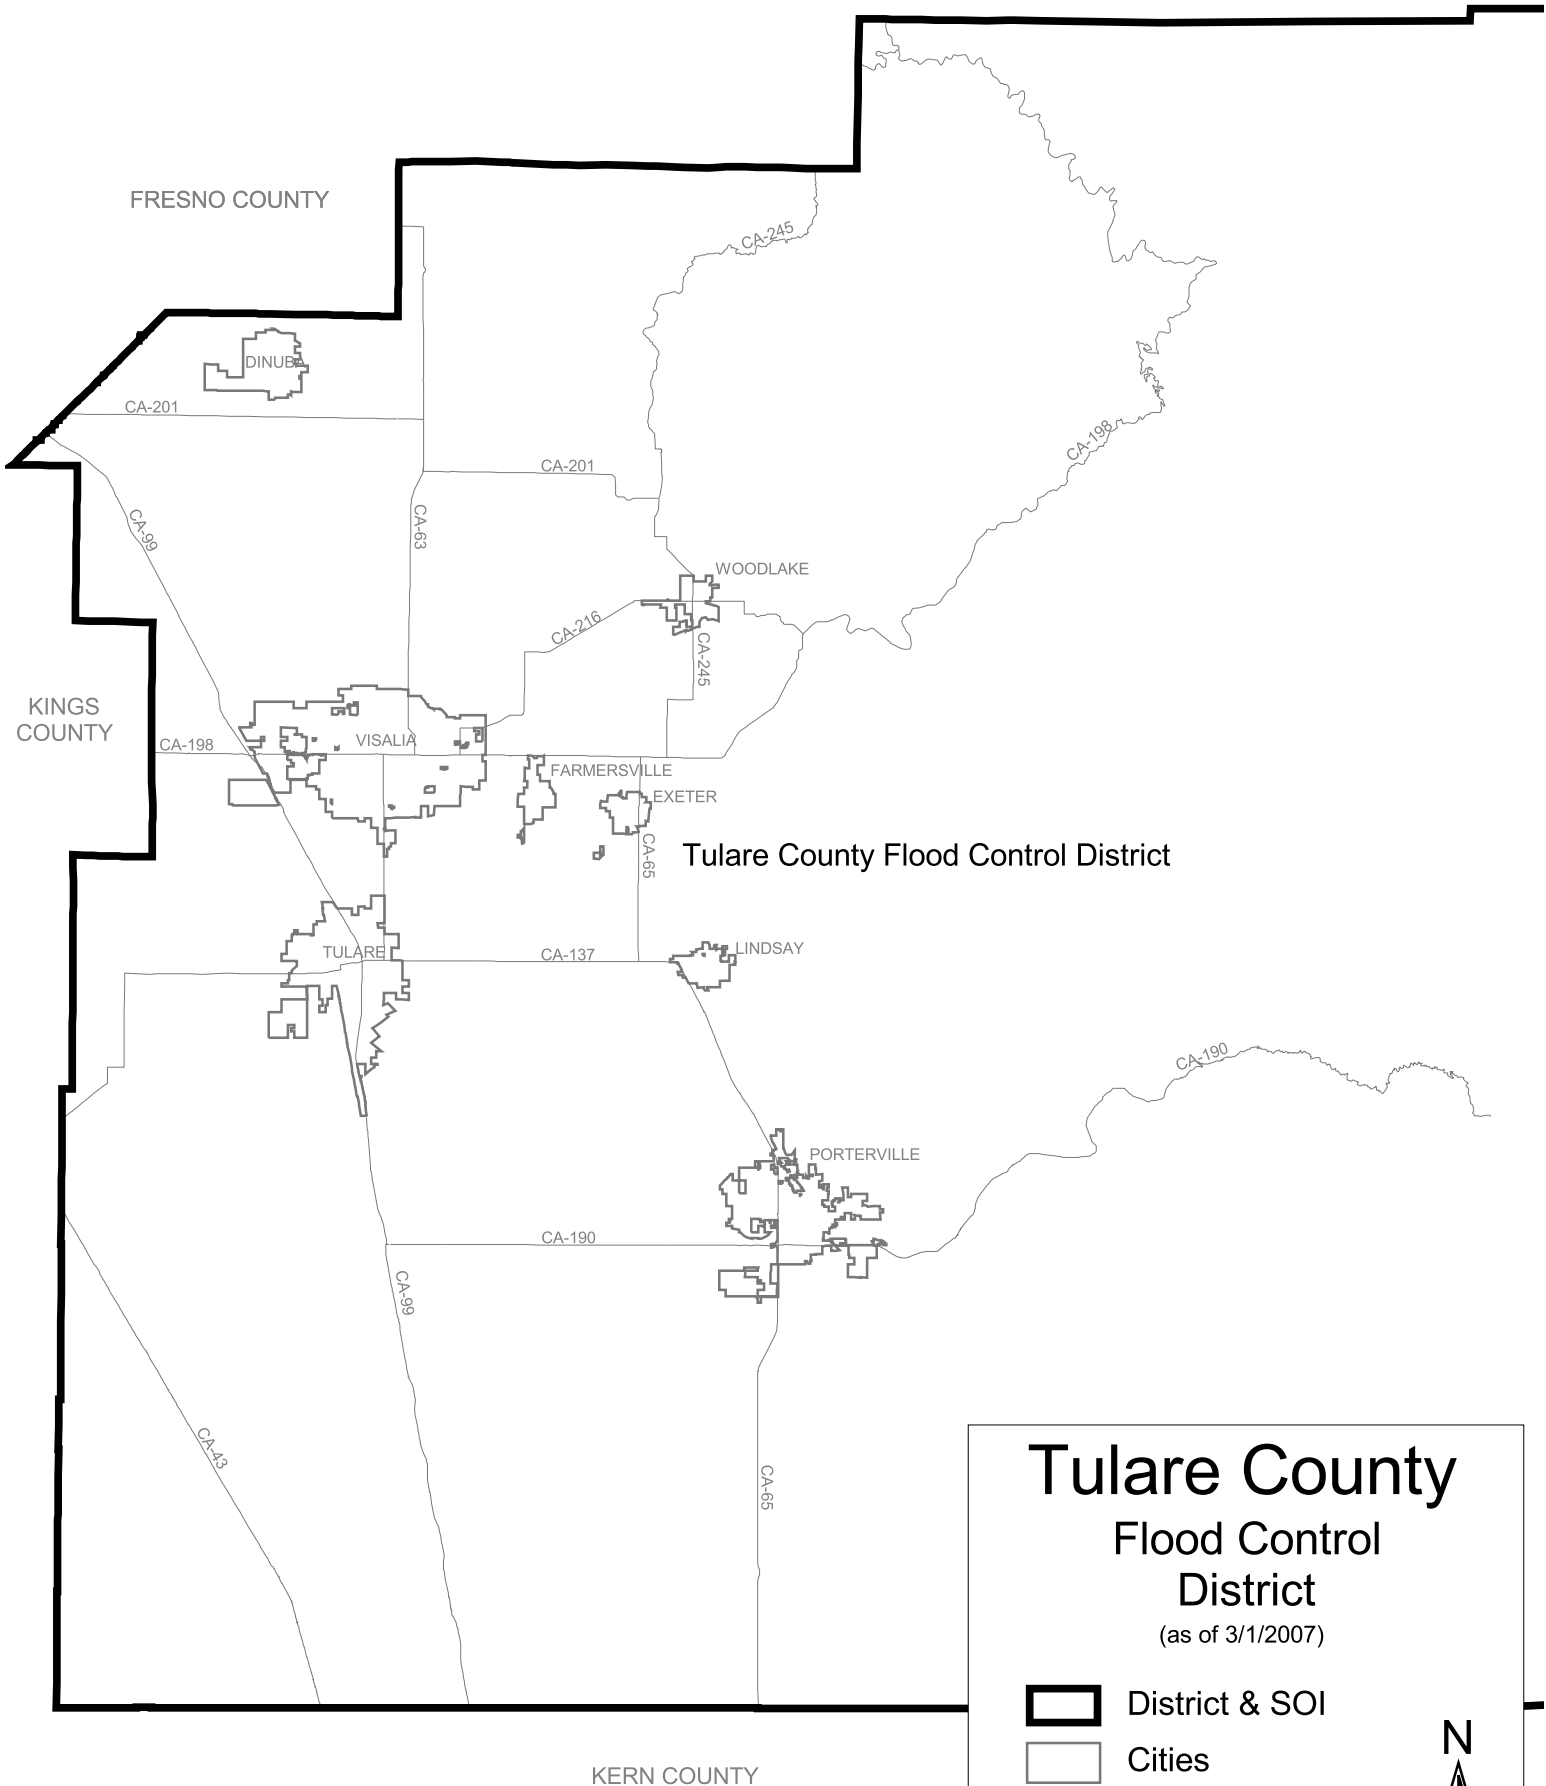 FRESNO COUNTY
CA-245
DINUBA
CA-201
CA-198
CA-201
CA-63
CA-99
WOODLAKE
CA-216
CA-245
KINGS
COUNTY
CA-198
VISALIA
FARMERSVILLE
EXETER
CA-65
Tulare County Flood Control District
TULARE
CA-137
LINDSAY
CA-190
PORTERVILLE
CA-190
CA-99
CA-43
CA-65
Tulare County
Flood Control
District
(as of 3/1/2007)
District & SOI
N
Cities
KERN COUNTY